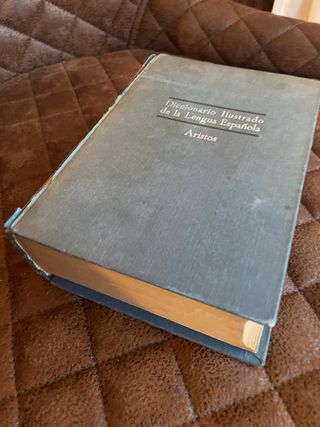 Diccionario Ilustrado
de la Lengua Española
Aristos